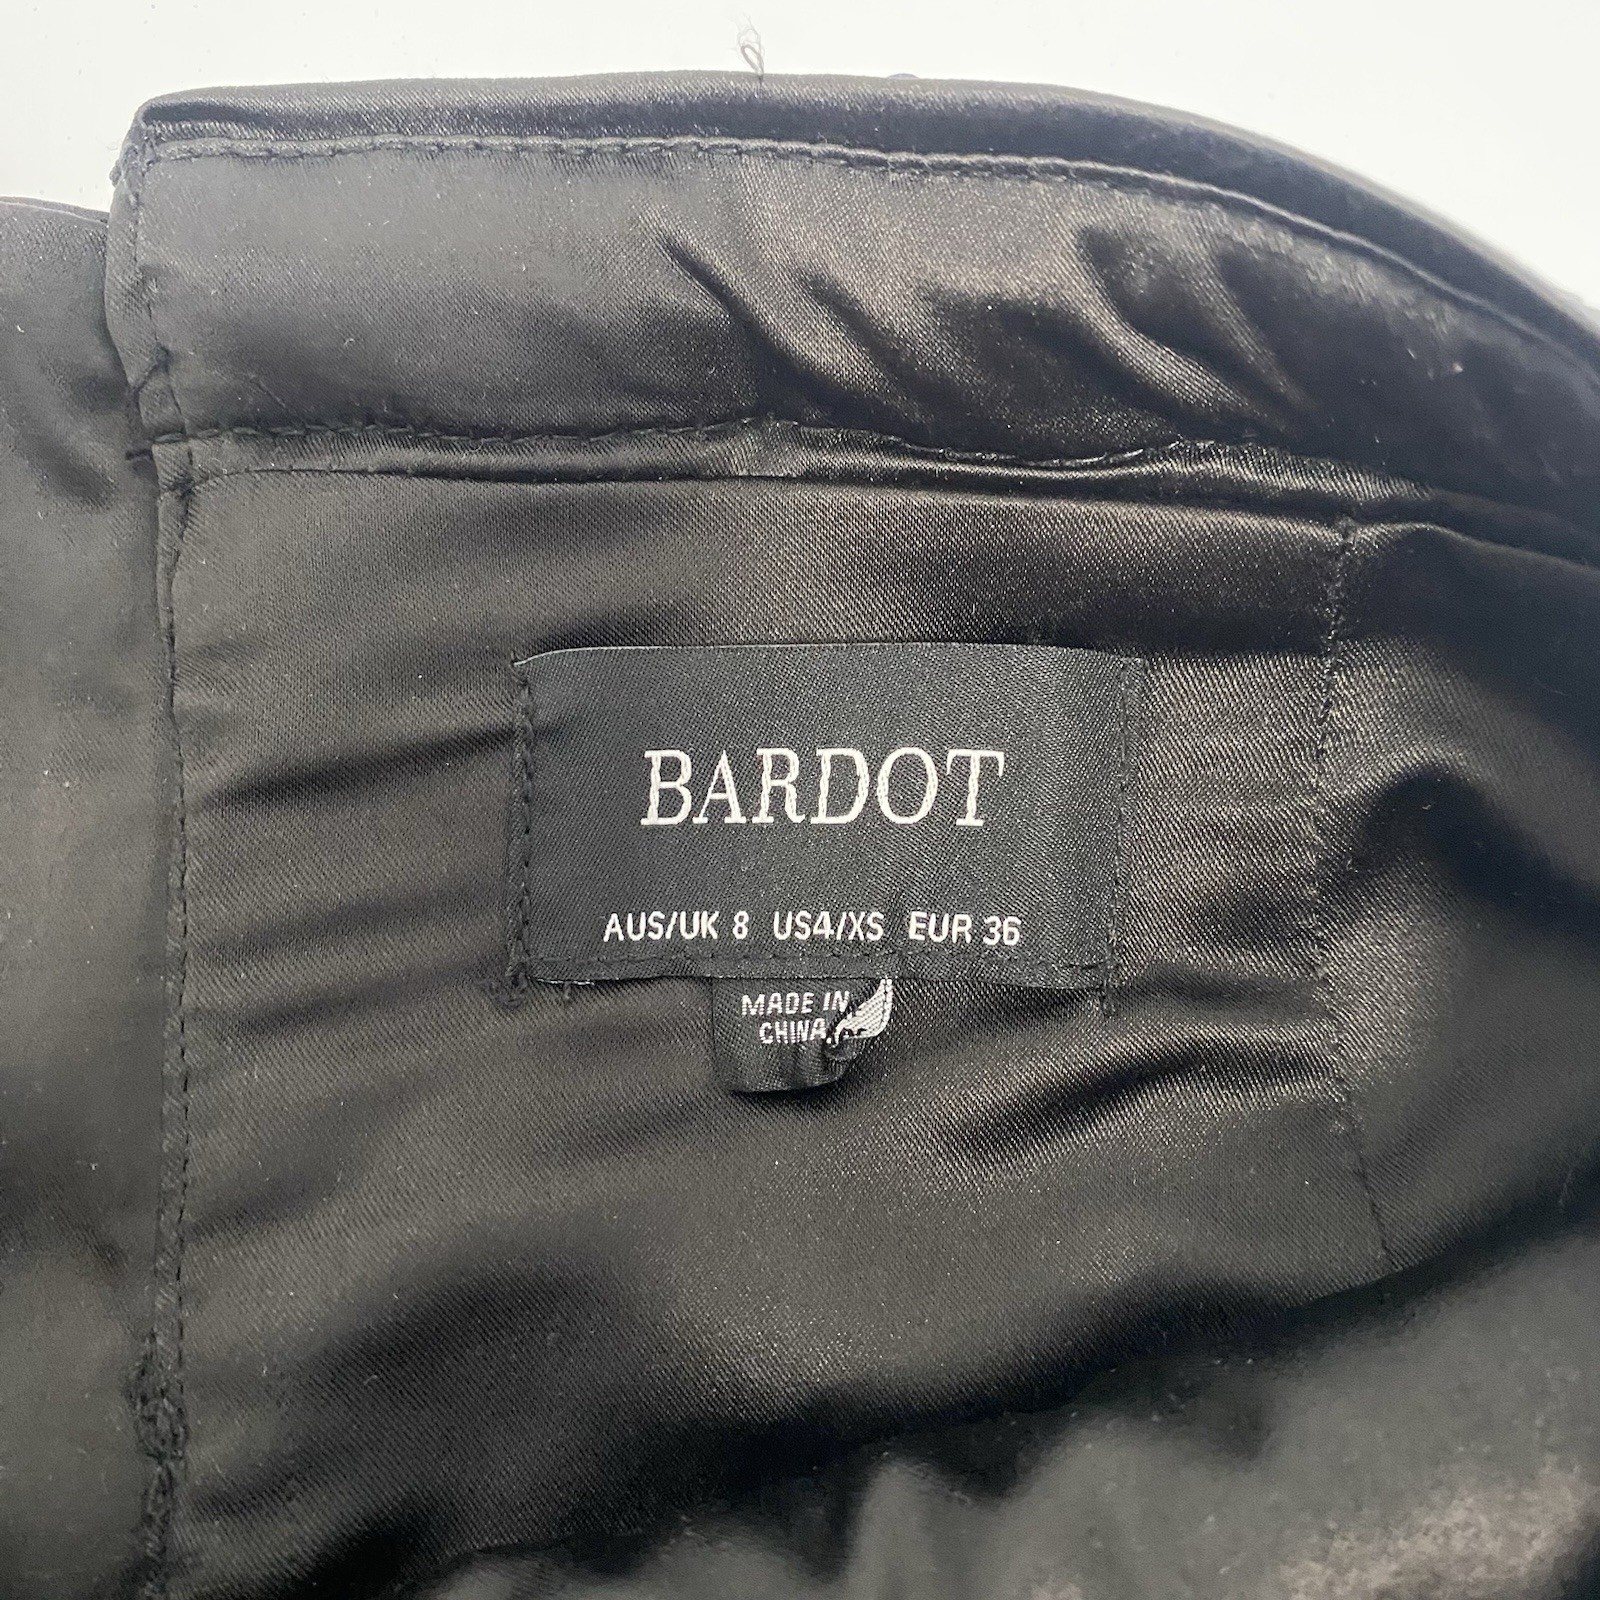 BARDOT
AUS/UK 8 US4/XS EUR 36
MADE IN
CHINA